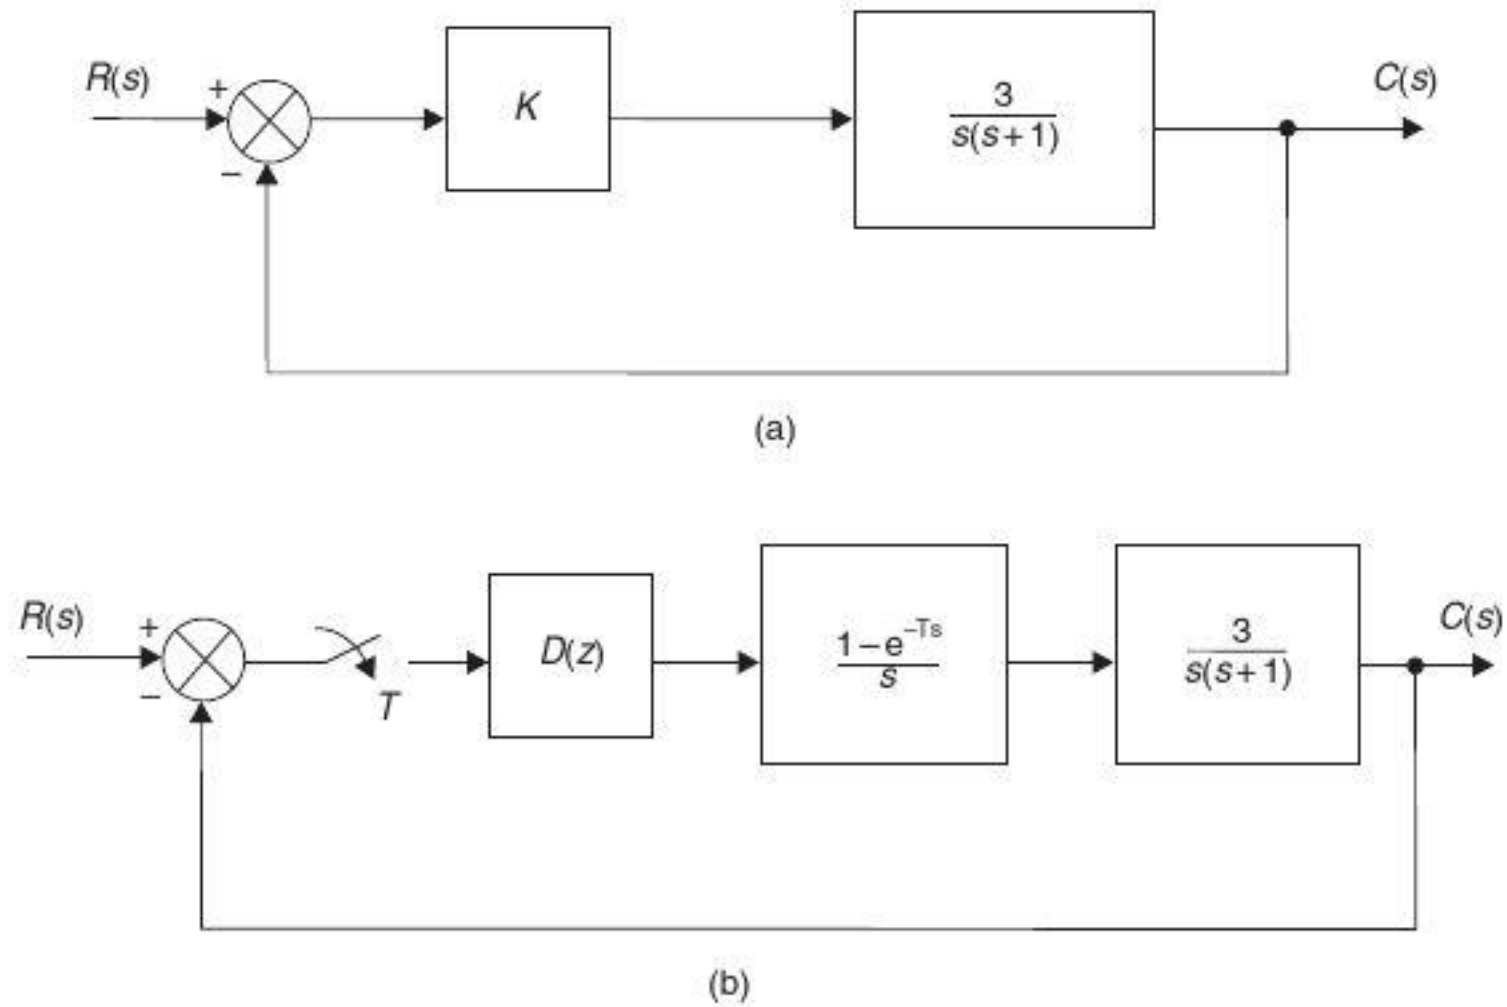 R(s)
+
−
K
3
s(s + 1)
C(s)
(a)
R(s)
+
−
T
D(z)
1 − e^−Ts
s
3
s(s + 1)
C(s)
(b)